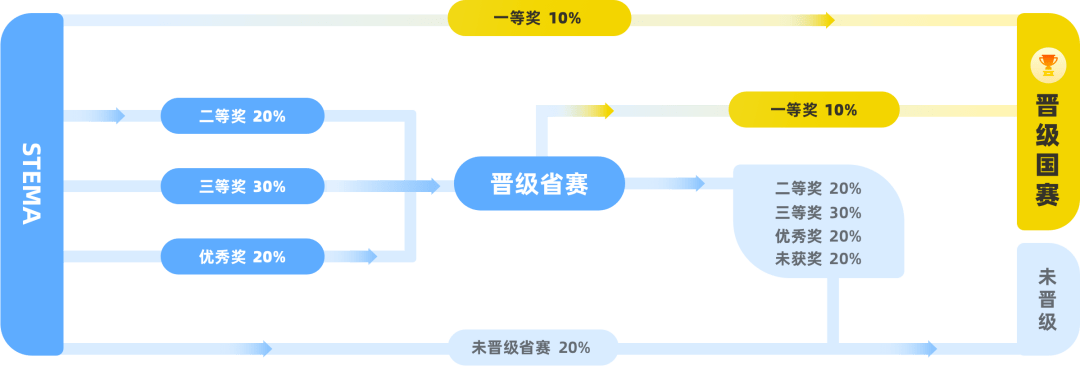 STEMA
一等奖 10%
二等奖 20%
三等奖 30%
优秀奖 20%
未晋级省赛 20%
晋级省赛
一等奖 10%
二等奖 20%
三等奖 30%
优秀奖 20%
未获奖 20%
晋级国赛
未晋级